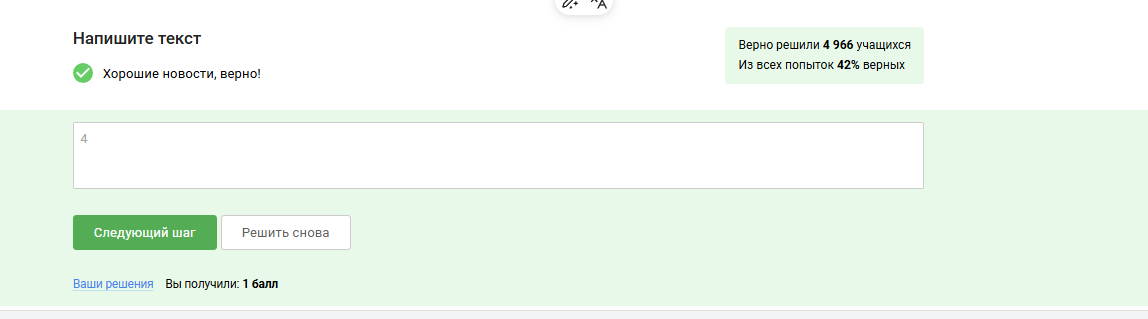 Напишите текст
Хорошие новости, верно!
Верно решили 4 966 учащихся
Из всех попыток 42% верных
4
Следующий шаг
Решить снова
Ваши решения Вы получили: 1 балл